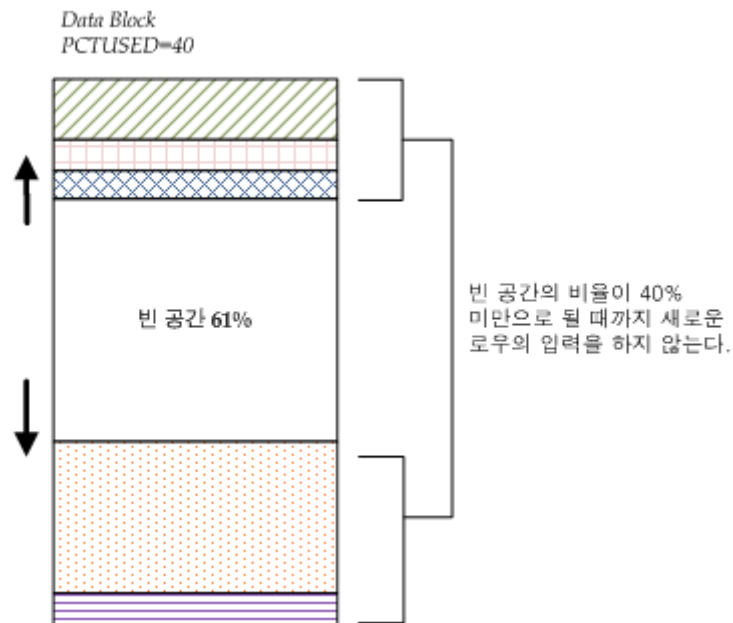 Data Block
PCTUSED=40
빈 공간 61%
빈 공간의 비율이 40%
미만으로 될 때까지 새로운
로우의 입력을 하지 않는다.